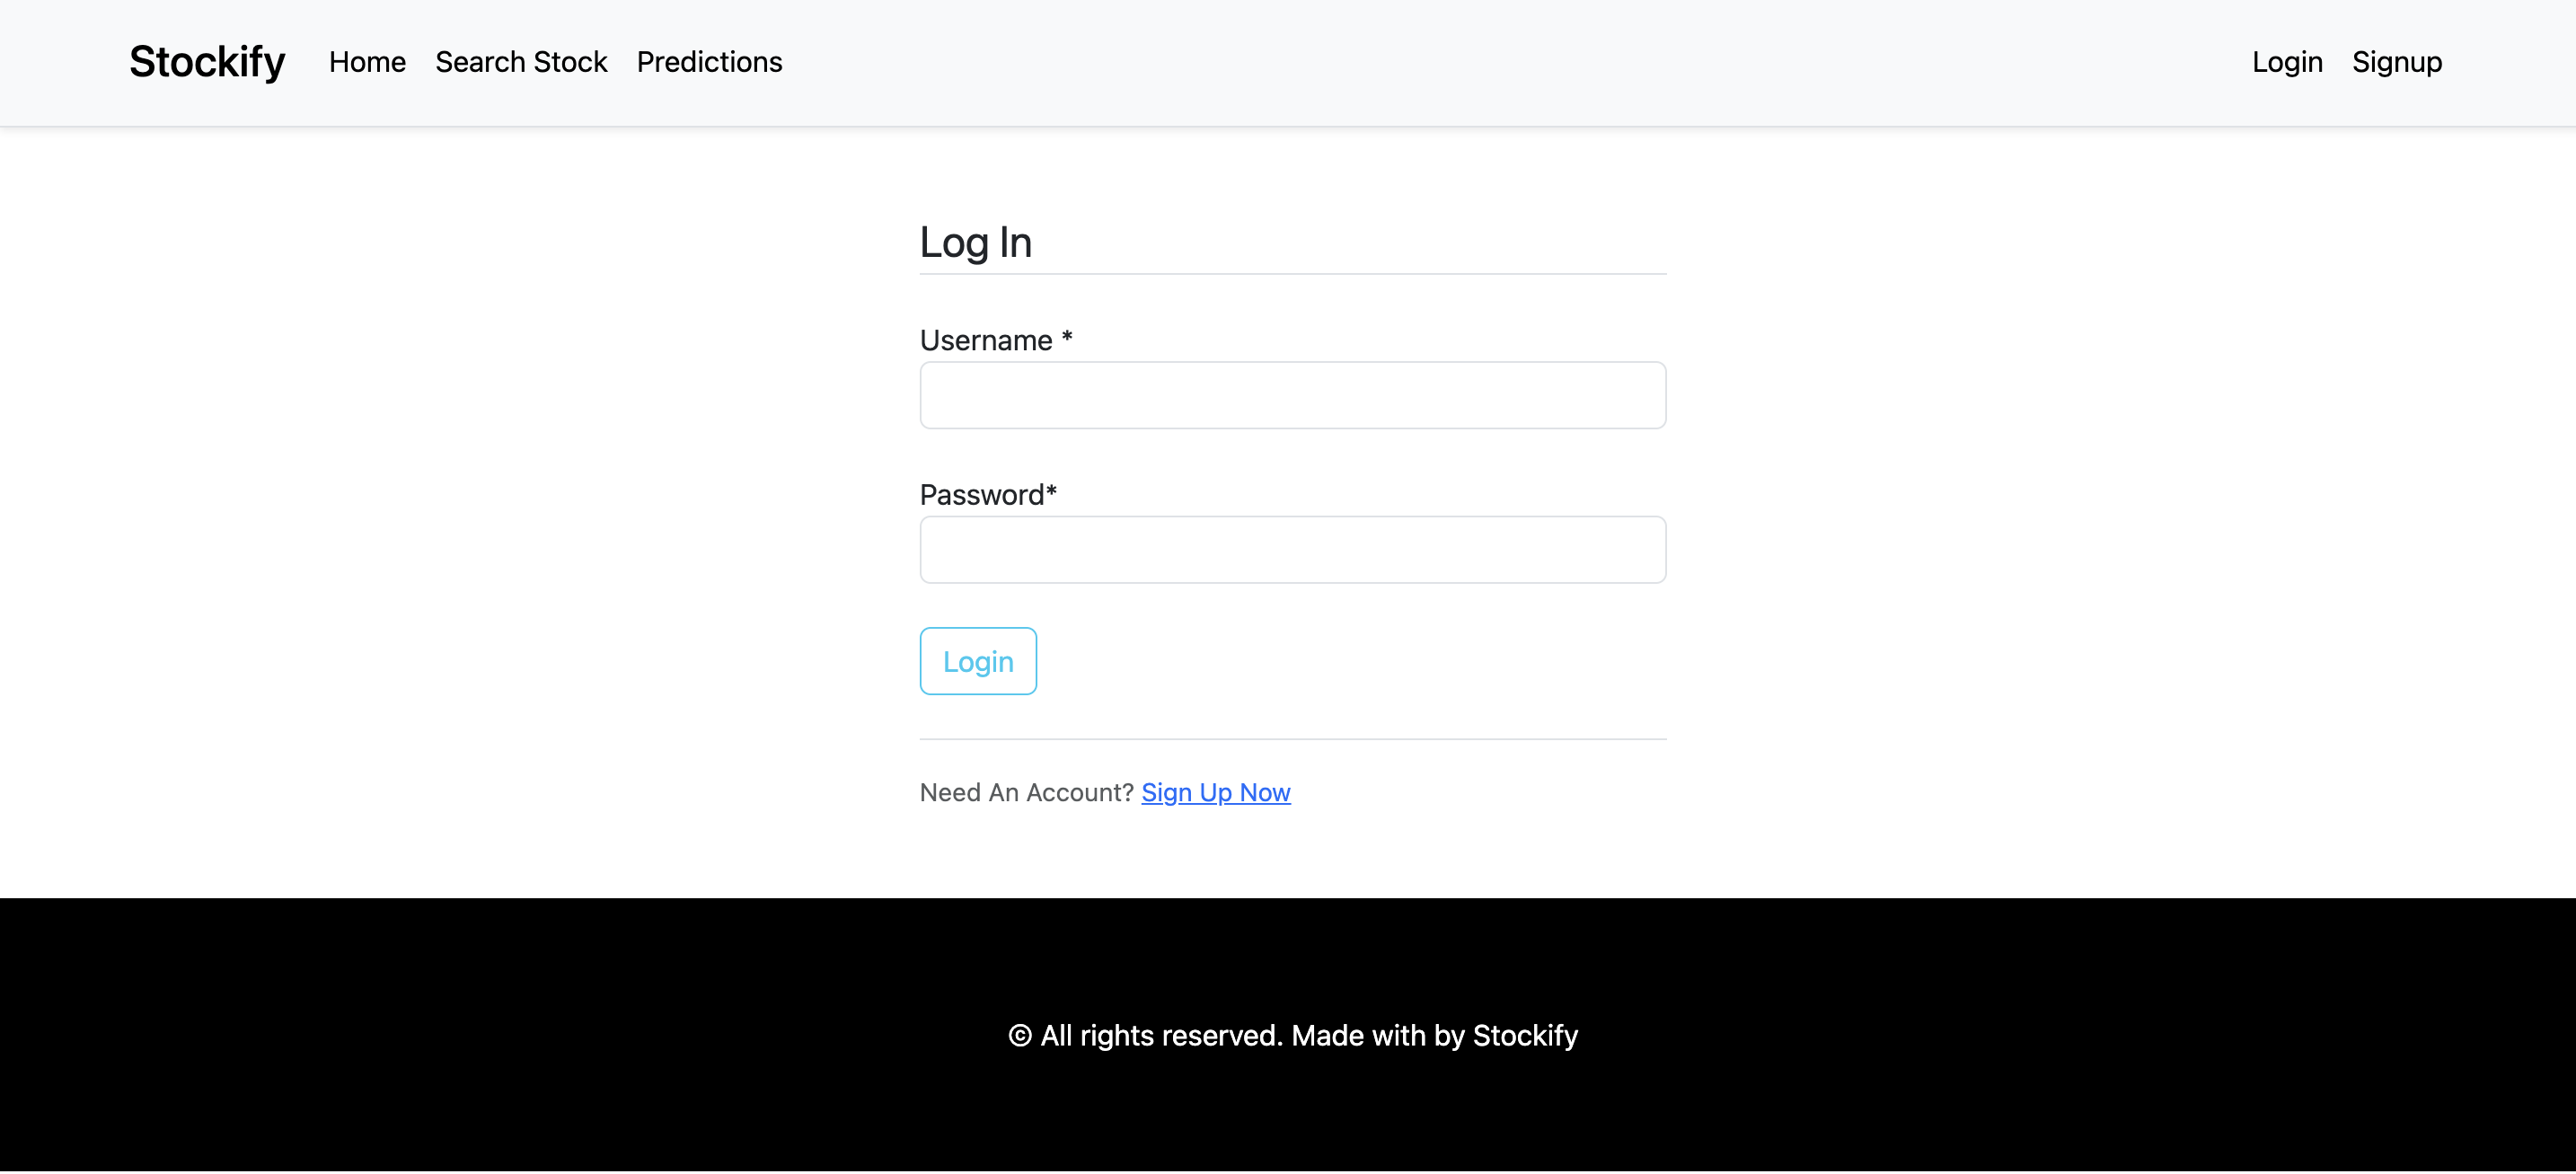 Stockify Home Search Stock Predictions Login Signup
Log In
Username *
Password*
Login
Need An Account? Sign Up Now
© All rights reserved. Made with by Stockify